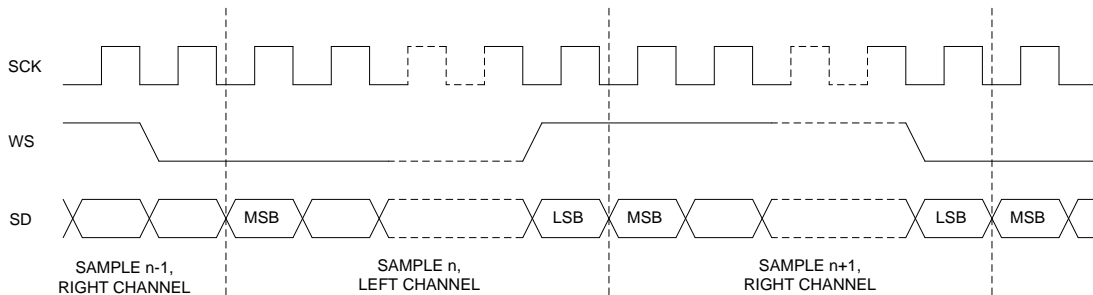 SCK
WS
SD
MSB
LSB
MSB
LSB
MSB
SAMPLE n-1,
RIGHT CHANNEL
SAMPLE n,
LEFT CHANNEL
SAMPLE n+1,
RIGHT CHANNEL